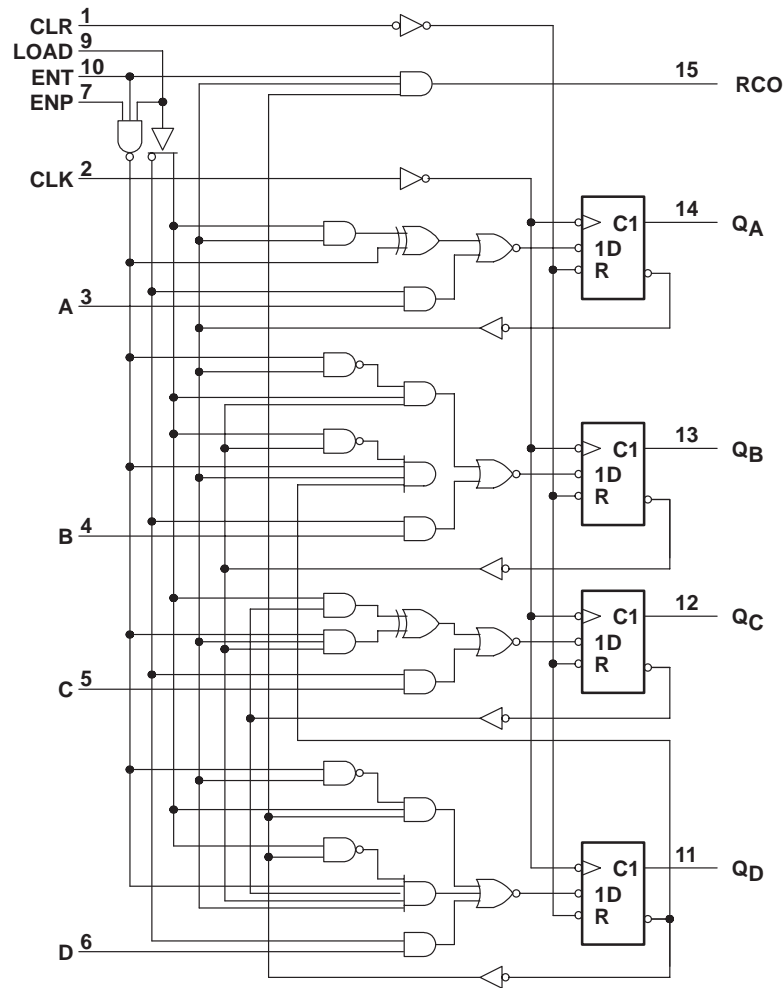 CLR 1
LOAD 9
ENT 10
ENP 7
15 RCO
CLK 2
C1 14 QA
1D
R
A 3
C1 13 QB
1D
R
B 4
C1 12 QC
1D
R
C 5
C1 11 QD
1D
R
D 6